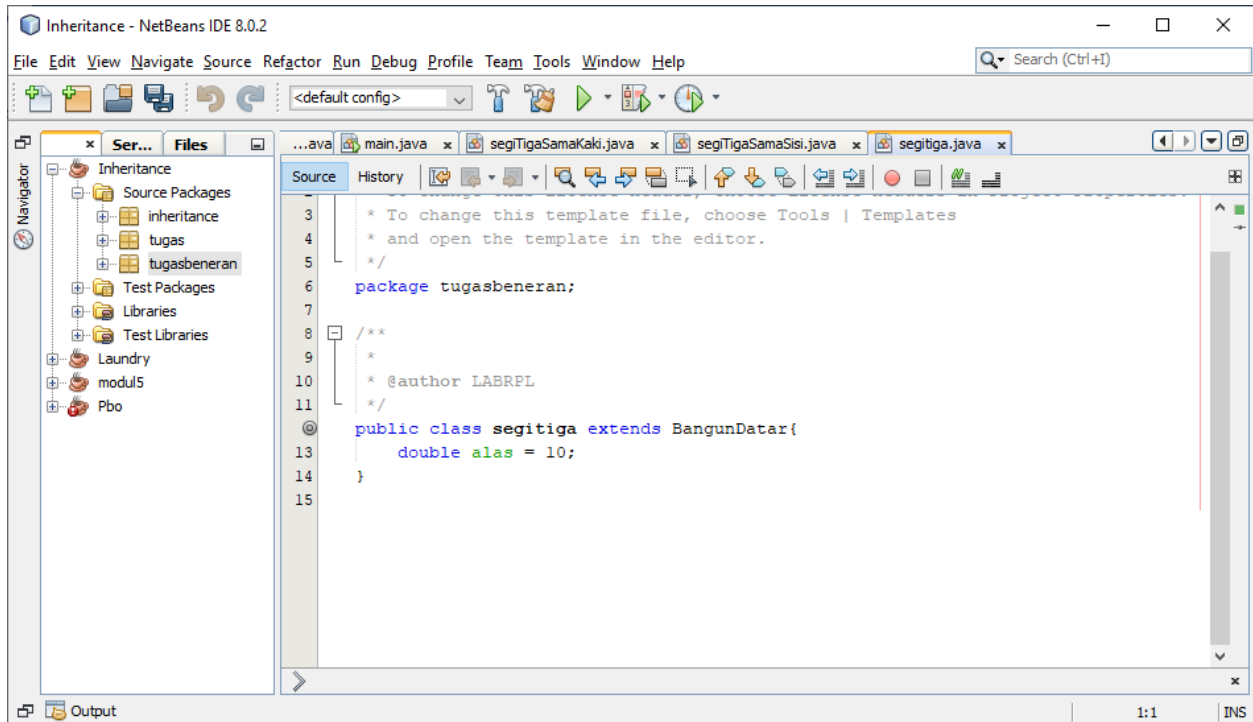 Inheritance - NetBeans IDE 8.0.2
File Edit View Navigate Source Refactor Run Debug Profile Team Tools Window Help
Search (Ctrl+I)
<default config>
Ser... Files
...ava main.java segiTigaSamaKaki.java segiTigaSamaSisi.java segitiga.java
Navigator
Inheritance
Source Packages
inheritance
tugas
tugasbeneran
Test Packages
Libraries
Test Libraries
Laundry
modul5
Pbo
Source History
3 * To change this template file, choose Tools | Templates
4 * and open the template in the editor.
5 */
6 package tugasbeneran;
7
8 /**
9 *
10 * @author LABRPL
11 */
public class segitiga extends BangunDatar{
13 double alas = 10;
14 }
15
Output
1:1 INS